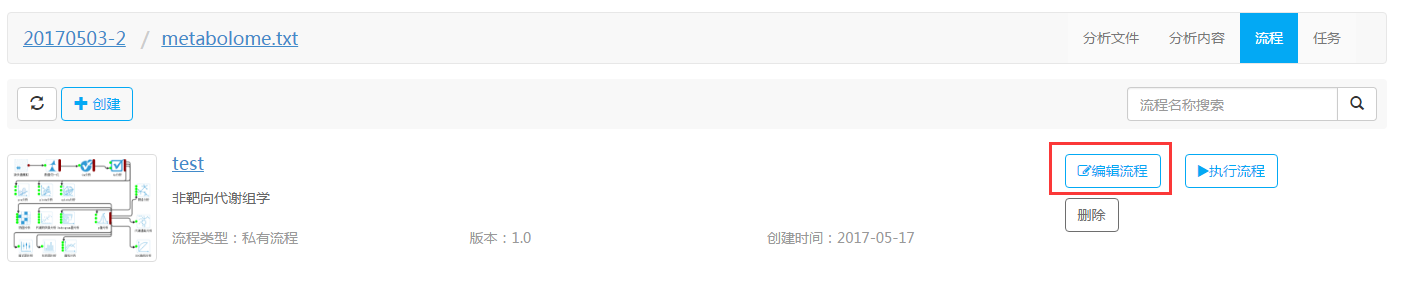 20170503-2 / metabolome.txt 分析文件 分析内容 流程 任务
创建 流程名称搜索
test 编辑流程 执行流程
非靶向代谢组学
删除
流程类型：私有流程 版本：1.0 创建时间：2017-05-17